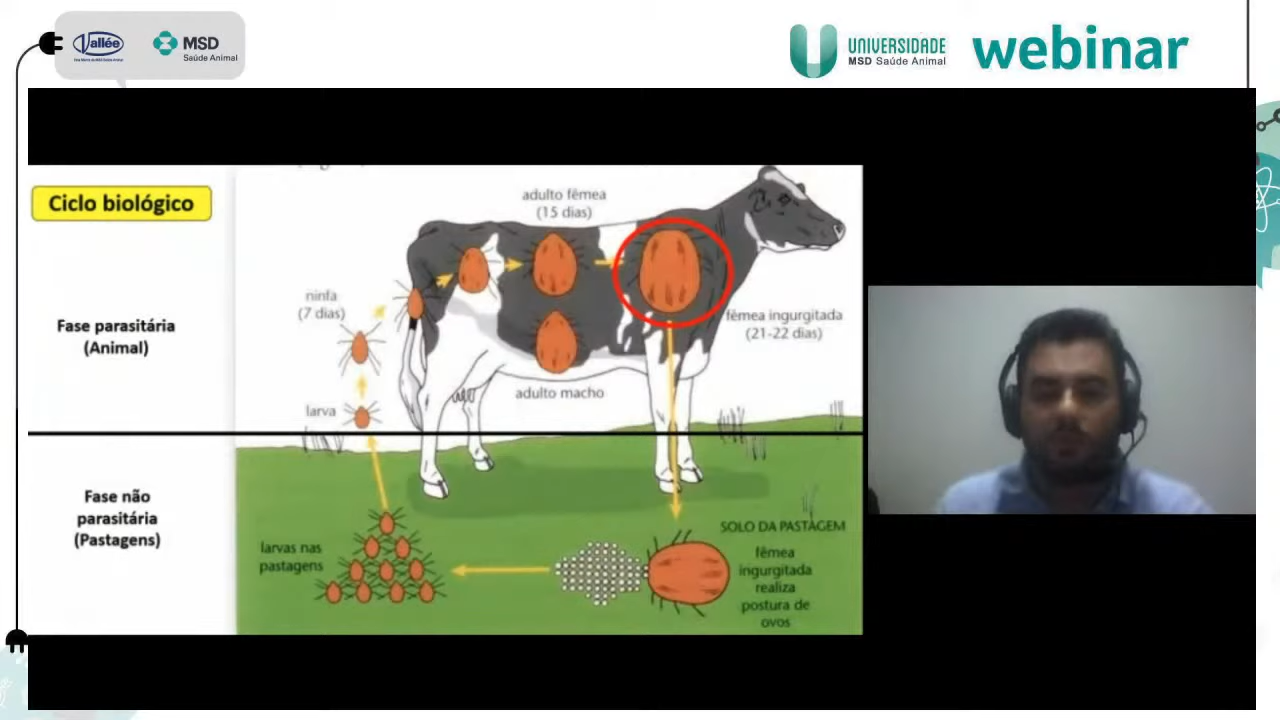 Vallée
MSD
Saúde Animal
UNIVERSIDADE
MSD Saúde Animal
webinar
Ciclo biológico
Fase parasitária
(Animal)
adulto fêmea
(15 dias)
ninfa
(7 dias)
fêmea ingurgitada
(21-22 dias)
larva
adulto macho
Fase não
parasitária
(Pastagens)
larvas nas
pastagens
SOLO DA PASTAGEM
fêmea
ingurgitada
realiza
postura de
ovos